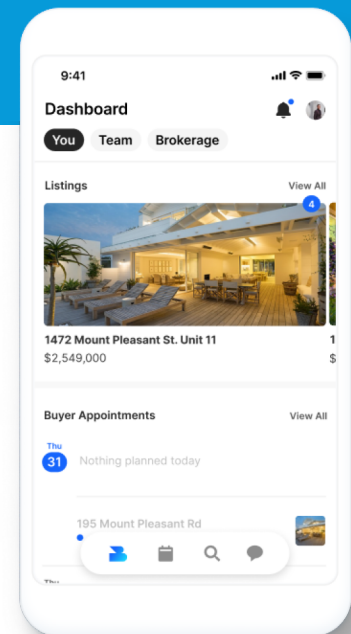 9:41
Dashboard
You Team Brokerage
Listings View All
4
1472 Mount Pleasant St. Unit 11 1
$2,549,000 $
Buyer Appointments View All
Thu
31 Nothing planned today
195 Mount Pleasant Rd
Thu